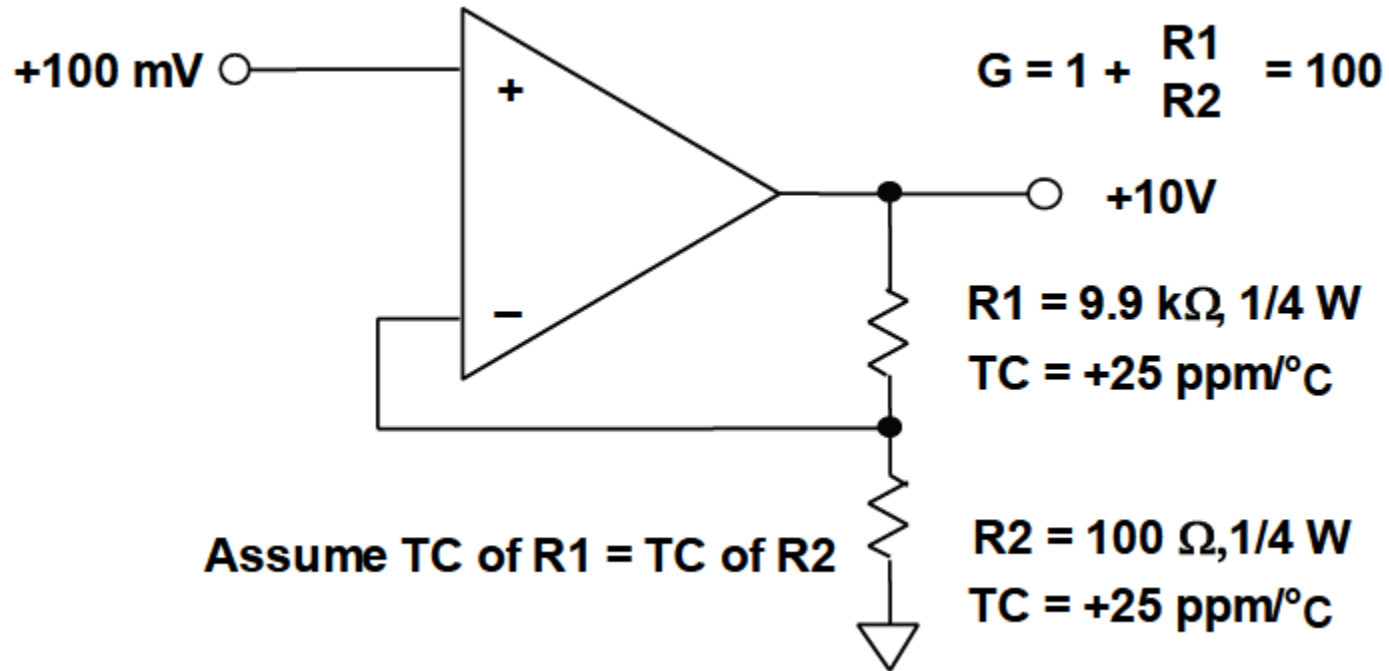 +100 mV
+
G = 1 + R1
R2
= 100
+10V
–
R1 = 9.9 kΩ, 1/4 W
TC = +25 ppm/°C
Assume TC of R1 = TC of R2
R2 = 100 Ω,1/4 W
TC = +25 ppm/°C